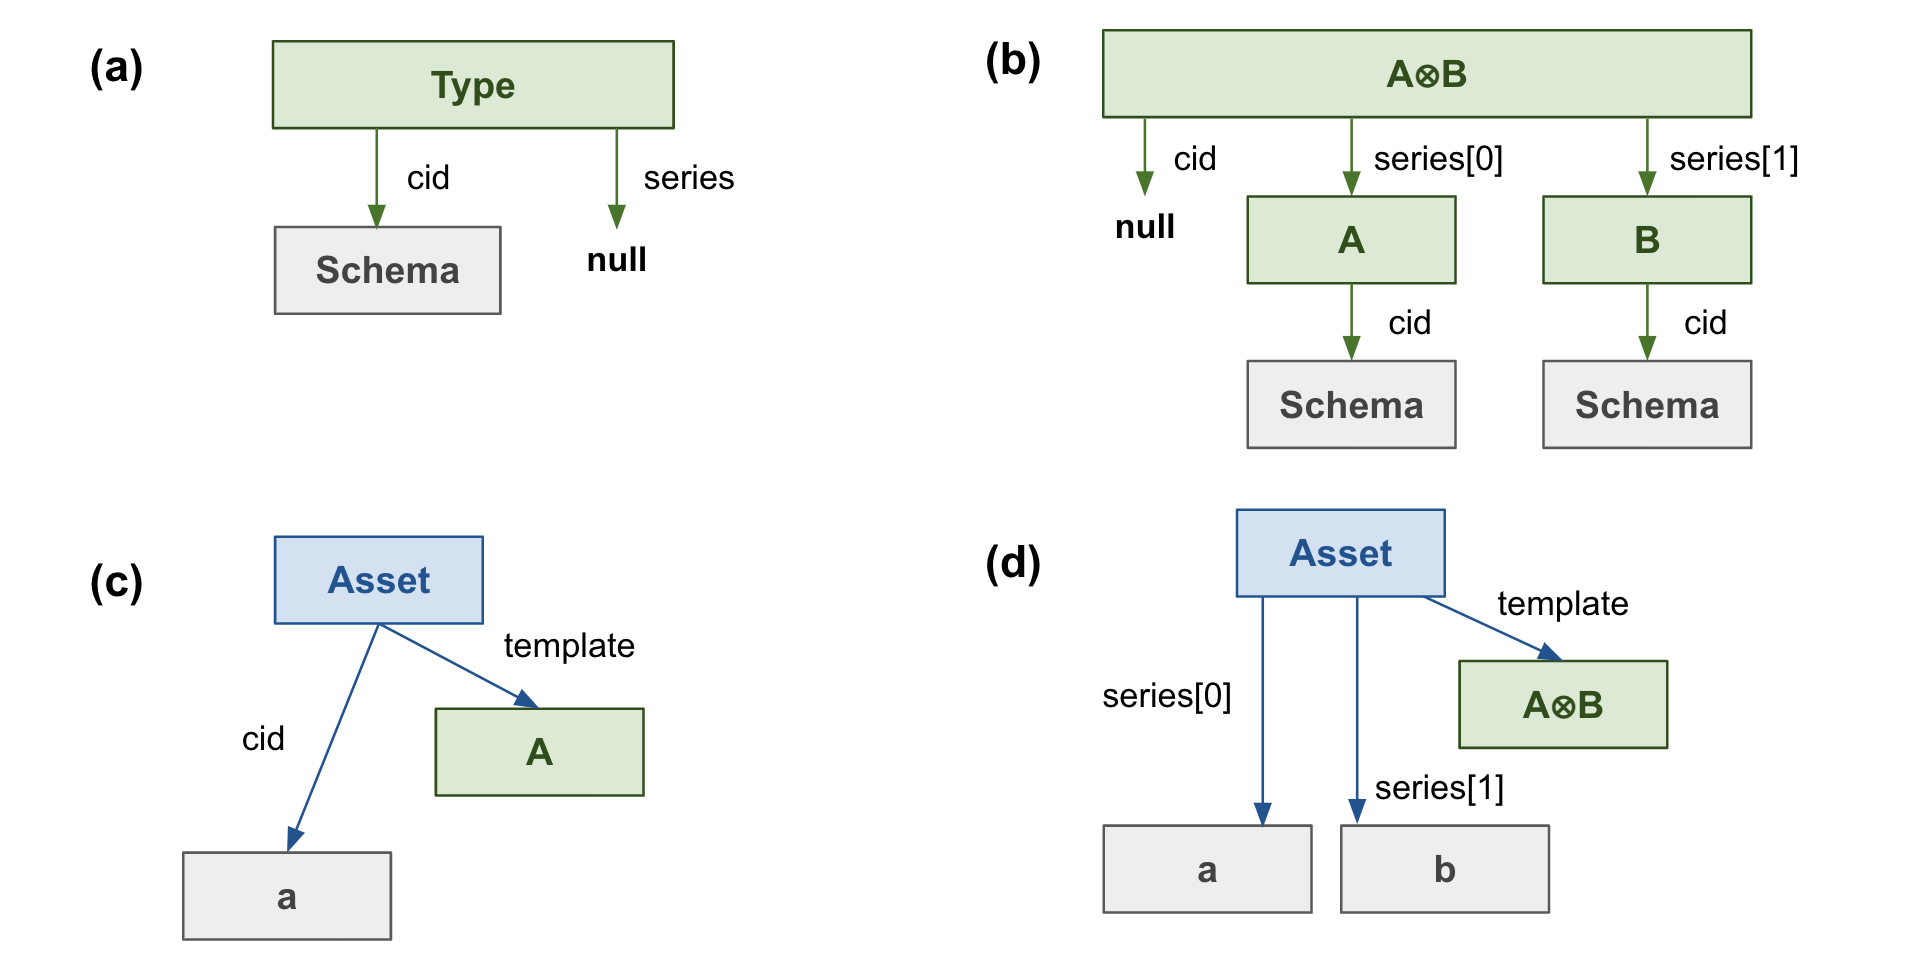 (a)
Type
cid
series
Schema
null
(b)
A⊗B
cid
series[0]
series[1]
null
A
B
cid
cid
Schema
Schema
(c)
Asset
template
cid
A
a
(d)
Asset
template
series[0]
A⊗B
series[1]
a
b